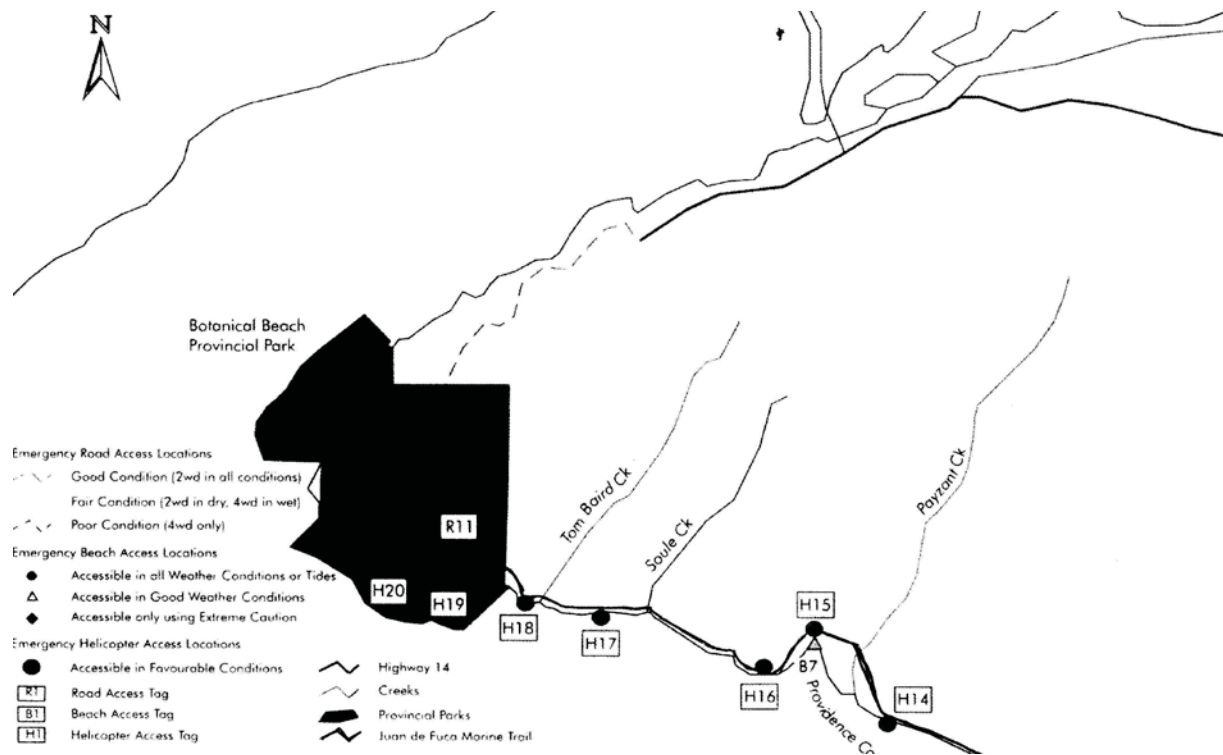 N
Botanical Beach
Provincial Park
Emergency Road Access Locations
Good Condition (2wd in all conditions)
Fair Condition (2wd in dry, 4wd in wet)
Poor Condition (4wd only)
Emergency Beach Access Locations
Accessible in all Weather Conditions or Tides
Accessible in Good Weather Conditions
Accessible only using Extreme Caution
Emergency Helicopter Access Locations
Accessible in Favourable Conditions
R1 Road Access Tag
B1 Beach Access Tag
H1 Helicopter Access Tag
Highway 14
Creeks
Provincial Parks
Juan de Fuca Marine Trail
R11
H20
H19
H18
H17
H16
H15
B7
H14
Tom Baird Ck
Soule Ck
Payzant Ck
Providence